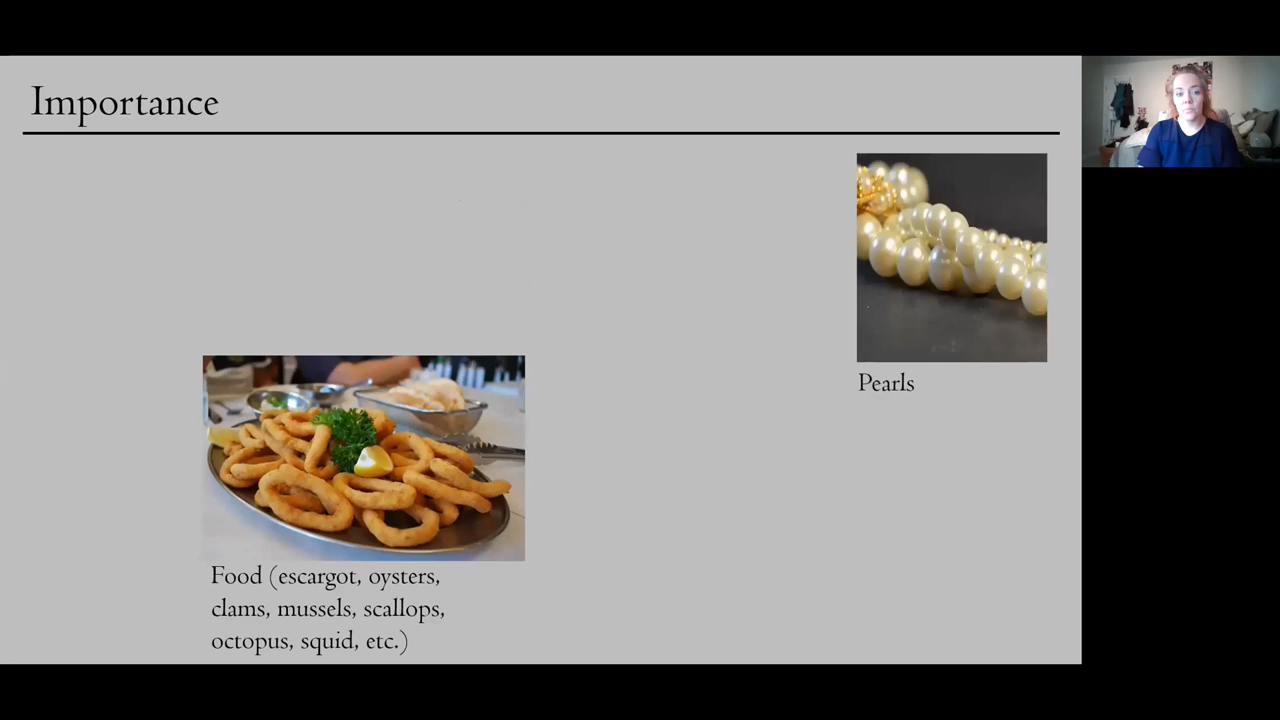 Importance
Pearls
Food (escargot, oysters,
clams, mussels, scallops,
octopus, squid, etc.)